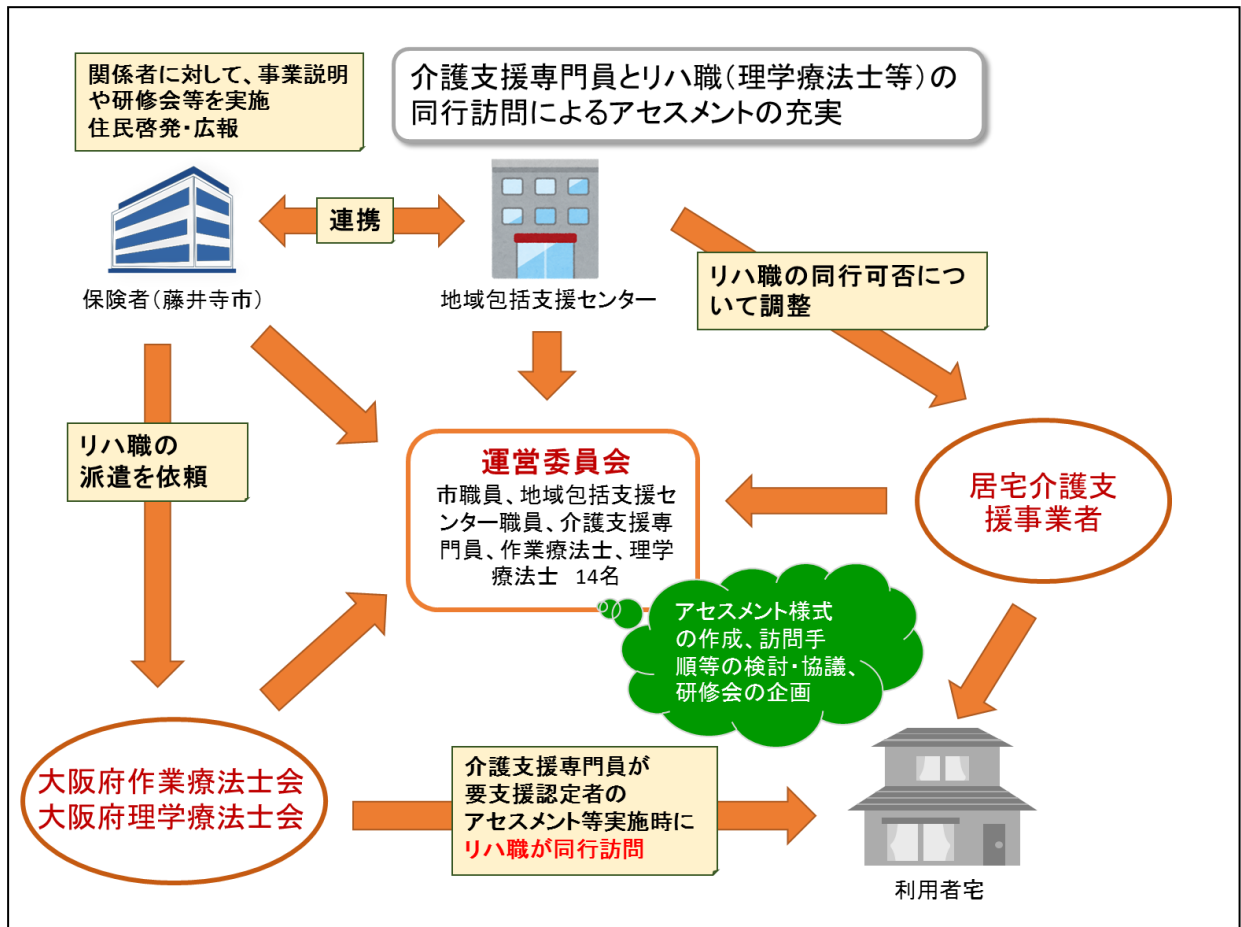 関係者に対して、事業説明
や研修会等を実施
住民啓発・広報
介護支援専門員とリハ職（理学療法士等）の
同行訪問によるアセスメントの充実
連携
保険者（藤井寺市）
地域包括支援センター
リハ職の同行可否につ
いて調整
リハ職の
派遣を依頼
運営委員会
市職員、地域包括支援セ
ンター職員、介護支援専
門員、作業療法士、理学
療法士 14名
居宅介護支
援事業者
アセスメント様式
の作成、訪問手
順等の検討・協議、
研修会の企画
大阪府作業療法士会
大阪府理学療法士会
介護支援専門員が
要支援認定者の
アセスメント等実施時に
リハ職が同行訪問
利用者宅